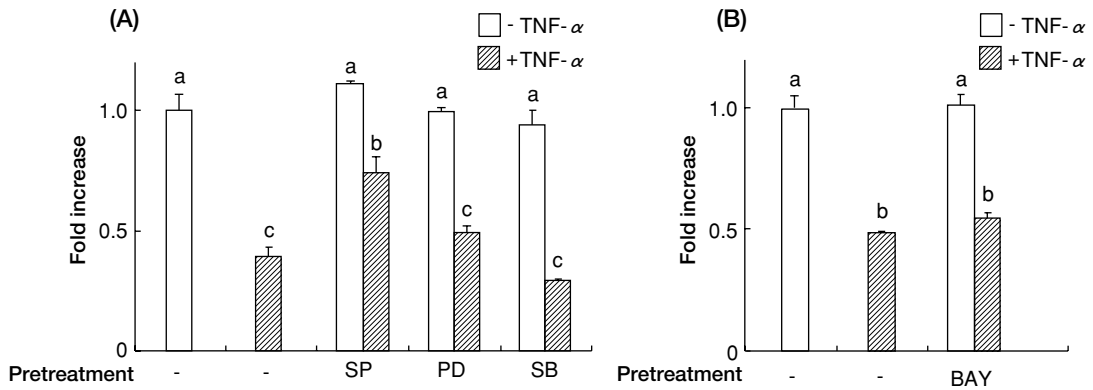 (A)
- TNF-α
+TNF-α
Fold increase
1.0
0.5
0
a
c
a
b
a
c
a
c
Pretreatment - - SP PD SB
(B)
- TNF-α
+TNF-α
Fold increase
1.0
0.5
0
a
b
a
b
Pretreatment - - BAY